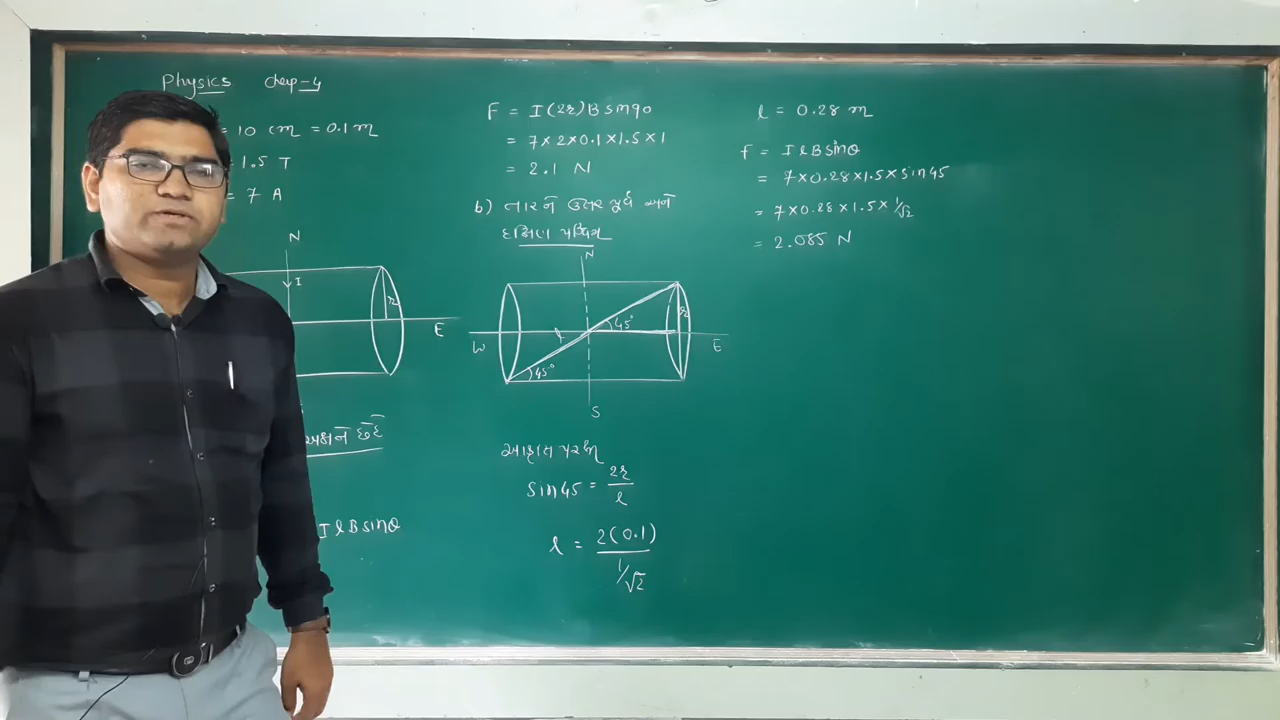 Physics chap-4
= 10 cm = 0.1 m
= 1.5 T
= 7 A
N
I
r
E
અક્ષને છેદે
I l B sinθ
F = I(2r)B sin90
= 7×2×0.1×1.5×1
= 2.1 N
b) તારને ઉત્તર પૂર્વ અને
દક્ષિણ પશ્ચિમ
N
r
45°
l
W
E
45°
S
આકૃતિ પરથી
Sin45 = 2r/l
l = 2(0.1)/(1/√2)
l = 0.28 m
F = I l B sinθ
= 7×0.28×1.5×sin45
= 7×0.28×1.5×1/√2
= 2.085 N